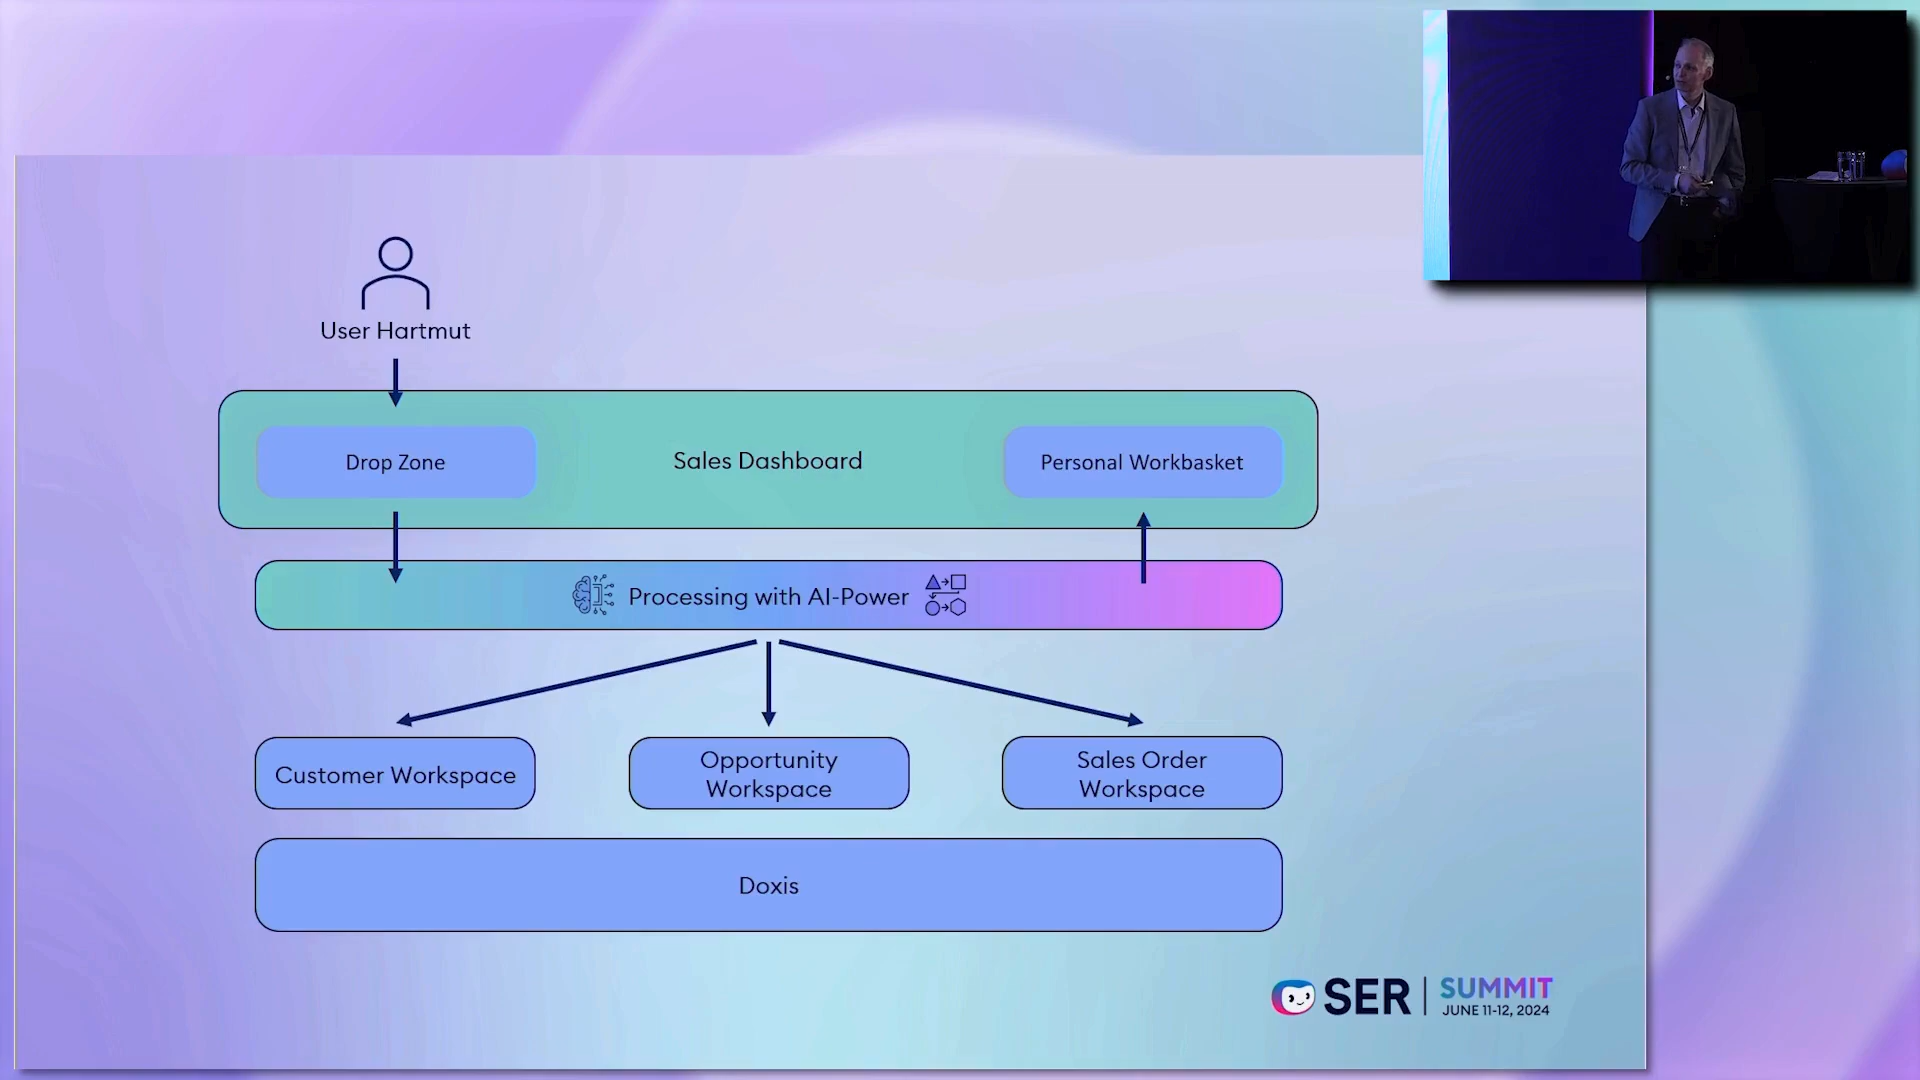 User Hartmut
Drop Zone
Sales Dashboard
Personal Workbasket
Processing with AI-Power
Customer Workspace
Opportunity
Workspace
Sales Order
Workspace
Doxis
SER
SUMMIT
JUNE 11-12, 2024